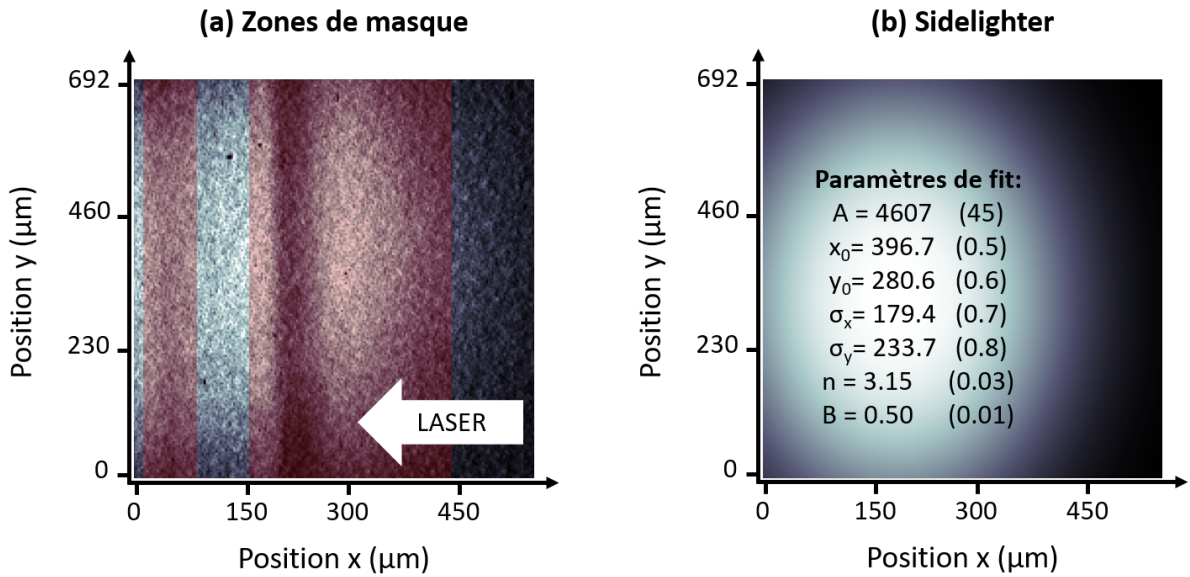 (a) Zones de masque
692
460
230
0
Position y (µm)
LASER
0
150
300
450
Position x (µm)
(b) Sidelighter
692
460
230
0
Position y (µm)
Paramètres de fit:
A = 4607 (45)
x₀= 396.7 (0.5)
y₀= 280.6 (0.6)
σₓ= 179.4 (0.7)
σᵧ= 233.7 (0.8)
n = 3.15 (0.03)
B = 0.50 (0.01)
0
150
300
450
Position x (µm)